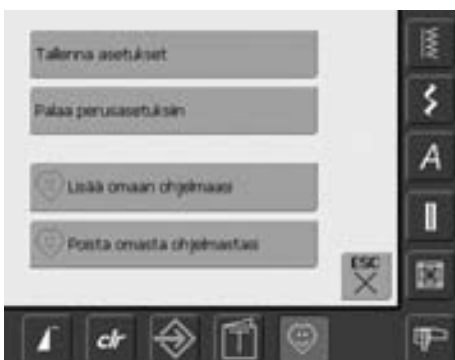 Tallenna asetukset
Palaa perusasetuksiin
Lisää omaan ohjelmaasi
Poista omasta ohjelmastasi
ESC
A
clr